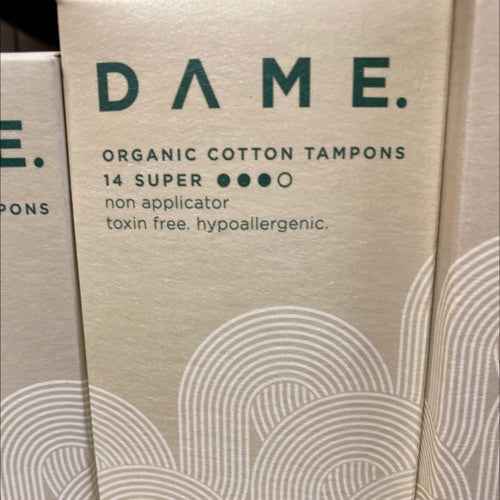 DAME.
ORGANIC COTTON TAMPONS
14 SUPER
non applicator
toxin free. hypoallergenic.
E.
PONS